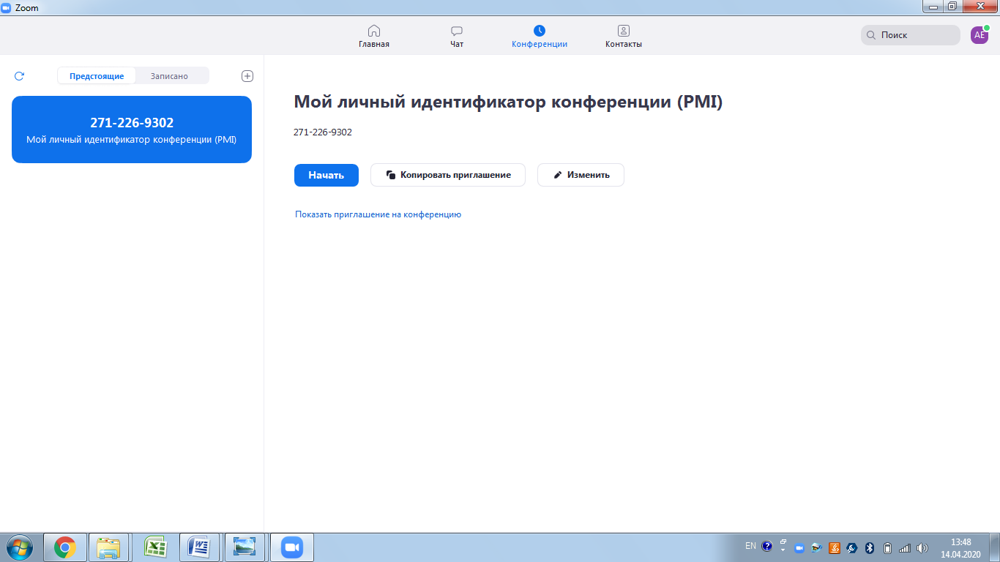 Zoom
Главная
Чат
Конференции
Контакты
Поиск
AE
Предстоящие
Записано
271-226-9302
Мой личный идентификатор конференции (PMI)
Мой личный идентификатор конференции (PMI)
271-226-9302
Начать
Копировать приглашение
Изменить
Показать приглашение на конференцию
EN
13:48
14.04.2020